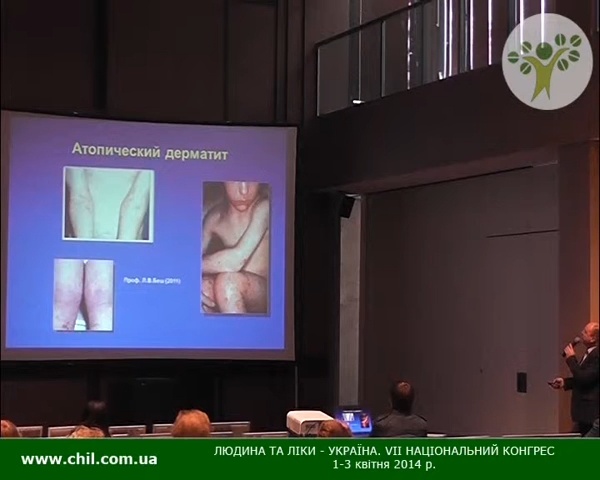 Атопический дерматит
Проф. Л.В.Беш (2011)
www.chil.com.ua
ЛЮДИНА ТА ЛІКИ - УКРАЇНА. VII НАЦІОНАЛЬНИЙ КОНГРЕС
1-3 квітня 2014 р.